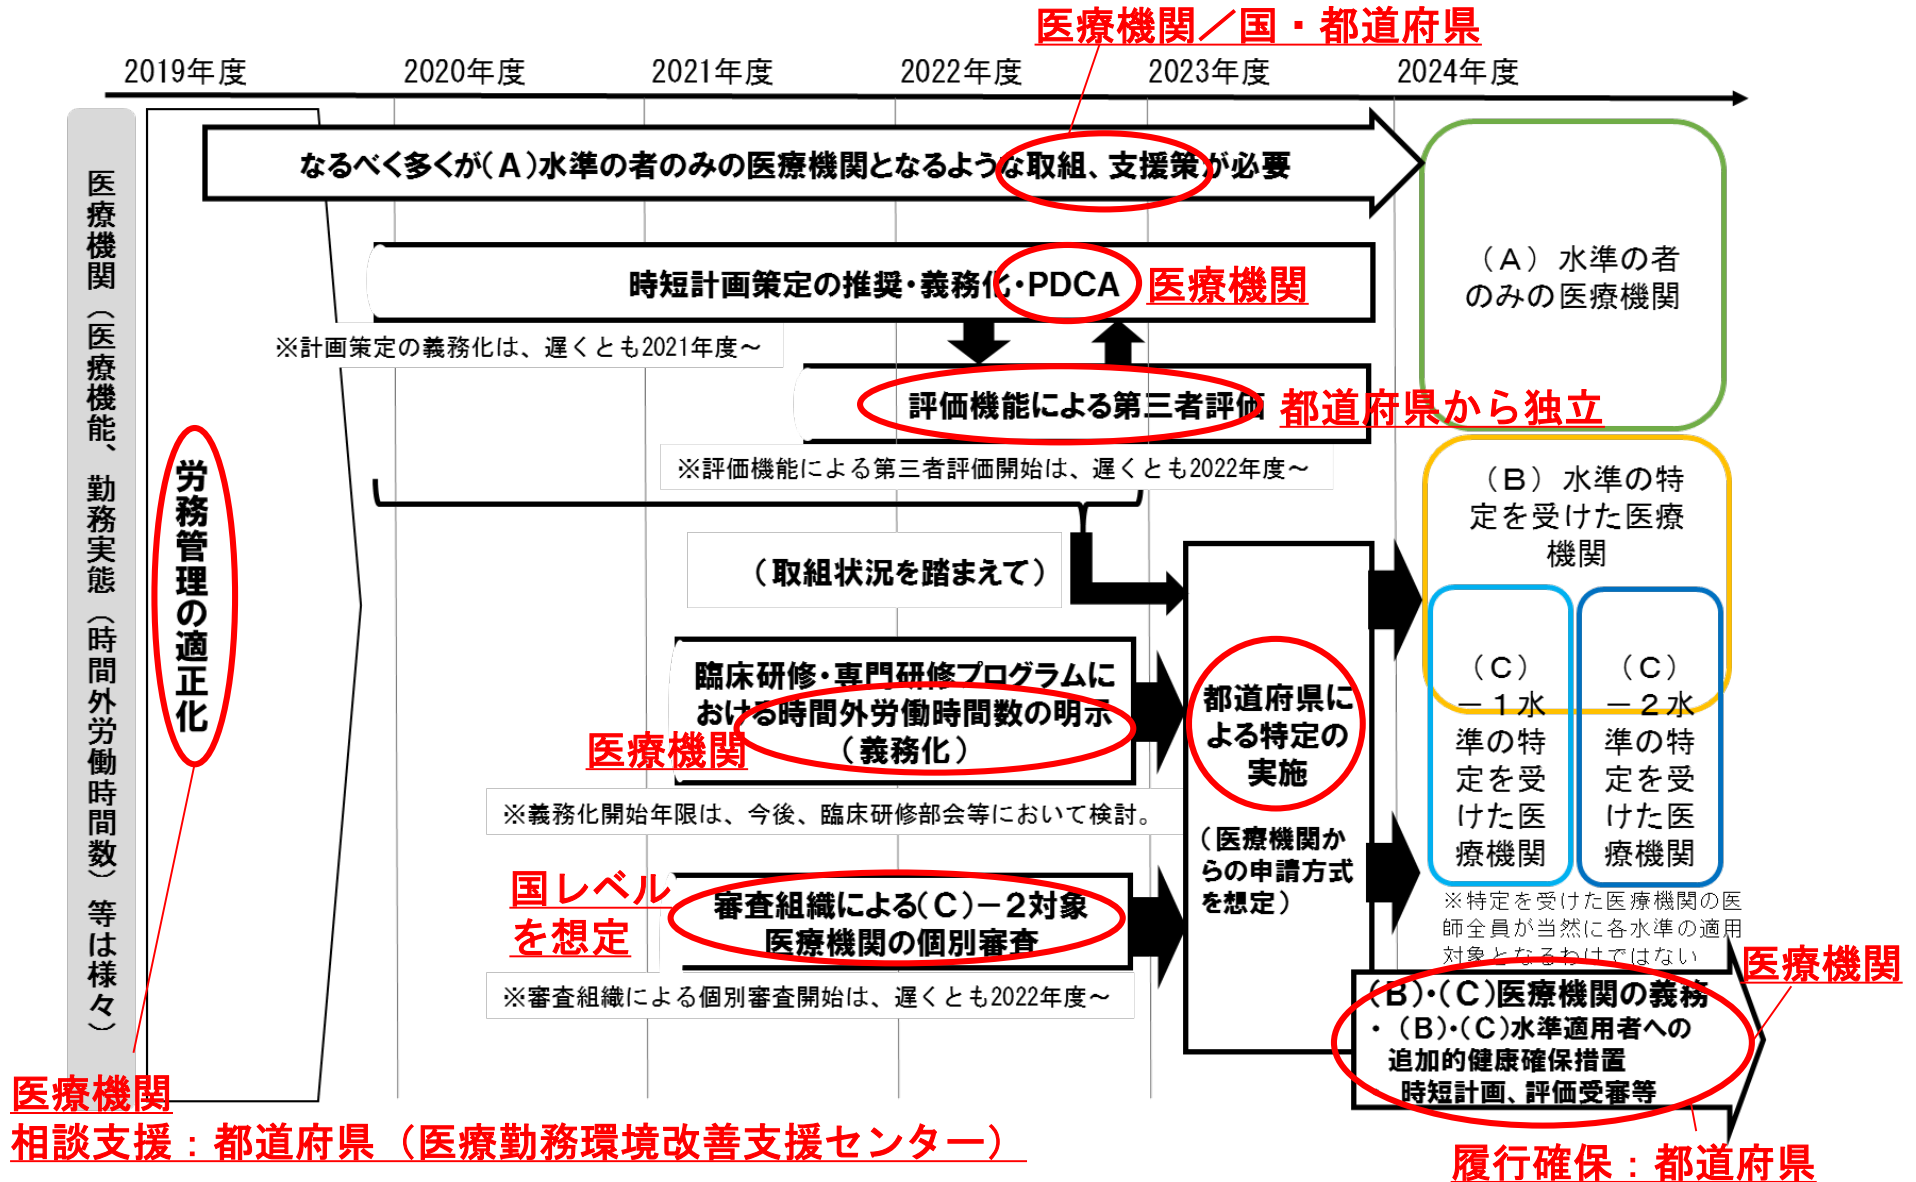 医療機関／国・都道府県
2019年度
2020年度
2021年度
2022年度
2023年度
2024年度
医療機関（医療機能、勤務実態（時間外労働時間数）等は様々）
なるべく多くが（A）水準の者のみの医療機関となるような取組、支援策が必要
時短計画策定の推奨・義務化・PDCA
医療機関
※計画策定の義務化は、遅くとも2021年度～
評価機能による第三者評価
都道府県から独立
※評価機能による第三者評価開始は、遅くとも2022年度～
労務管理の適正化
（取組状況を踏まえて）
臨床研修・専門研修プログラムに
おける時間外労働時間数の明示
（義務化）
医療機関
※義務化開始年限は、今後、臨床研修部会等において検討。
国レベル
を想定
審査組織による（C）－２対象
医療機関の個別審査
※審査組織による個別審査開始は、遅くとも2022年度～
都道府県に
よる特定の
実施
（医療機関か
らの申請方式
を想定）
（A）水準の者
のみの医療機関
（B）水準の特
定を受けた医療
機関
（C）
－１水
準の特
定を受
けた医
療機関
（C）
－２水
準の特
定を受
けた医
療機関
※特定を受けた医療機関の医
師全員が当然に各水準の適用
対象となるわけではない
医療機関
（B）・（C）医療機関の義務
・（B）・（C）水準適用者への
追加的健康確保措置
・時短計画、評価受審等
医療機関
相談支援：都道府県（医療勤務環境改善支援センター）
履行確保：都道府県